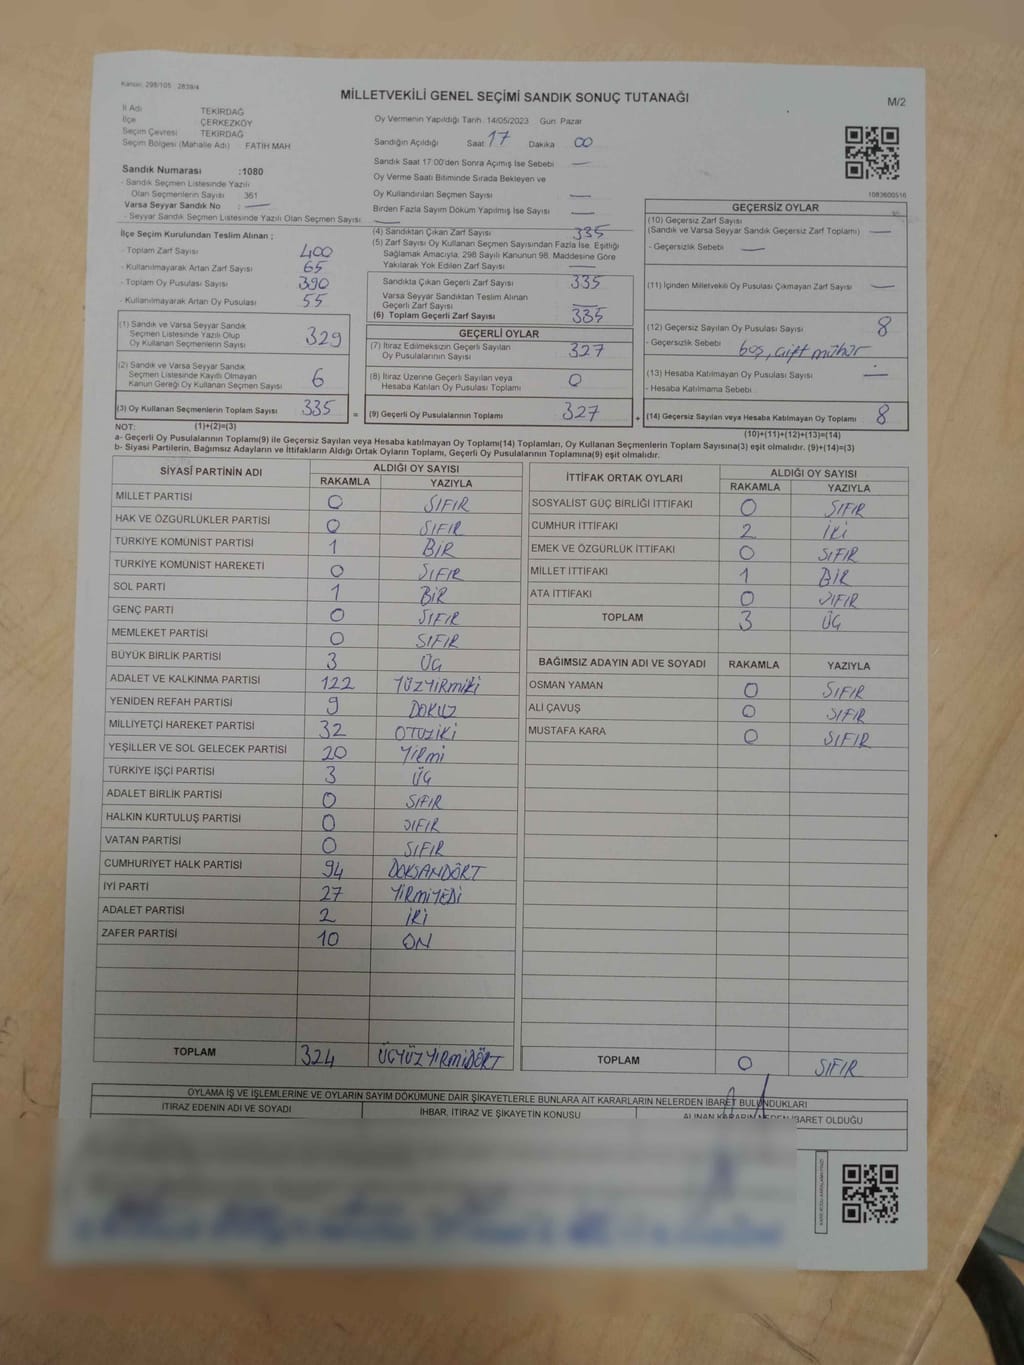 Kanun: 298/105 2839/4
MİLLETVEKİLİ GENEL SEÇİMİ SANDIK SONUÇ TUTANAĞI
M/2
İl Adı TEKİRDAĞ
İlçe ÇERKEZKÖY
Seçim Çevresi TEKİRDAĞ
Seçim Bölgesi (Mahalle Adı) : FATİH MAH
Sandık Numarası :1080
- Sandık Seçmen Listesinde Yazılı
Olan Seçmenlerin Sayısı 361
Varsa Seyyar Sandık No : —
- Seyyar Sandık Seçmen Listesinde Yazılı Olan Seçmen Sayısı: —
Oy Vermenin Yapıldığı Tarih : 14/05/2023 Gün: Pazar
Sandığın Açıldığı Saat 17 Dakika 00
Sandık Saat 17:00'den Sonra Açılmış İse Sebebi —
Oy Verme Saati Bitiminde Sırada Bekleyen ve
Oy Kullandırılan Seçmen Sayısı —
Birden Fazla Sayım Döküm Yapılmış İse Sayısı —
1083600516
İlçe Seçim Kurulundan Teslim Alınan ;
- Toplam Zarf Sayısı 400
- Kullanılmayarak Artan Zarf Sayısı 65
- Toplam Oy Pusulası Sayısı 390
- Kullanılmayarak Artan Oy Pusulası 55
(1) Sandık ve Varsa Seyyar Sandık
Seçmen Listesinde Yazılı Olup
Oy Kullanan Seçmenlerin Sayısı 329
(2) Sandık ve Varsa Seyyar Sandık
Seçmen Listesinde Kayıtlı Olmayan
Kanun Gereği Oy Kullanan Seçmen Sayısı 6
(3) Oy Kullanan Seçmenlerin Toplam Sayısı 335
(4) Sandıktan Çıkan Zarf Sayısı 335
(5) Zarf Sayısı Oy Kullanan Seçmen Sayısından Fazla İse, Eşitliği
Sağlamak Amacıyla, 298 Sayılı Kanunun 98. Maddesine Göre
Yakılarak Yok Edilen Zarf Sayısı —
Sandıkta Çıkan Geçerli Zarf Sayısı 335
Varsa Seyyar Sandıktan Teslim Alınan
Geçerli Zarf Sayısı —
(6) Toplam Geçerli Zarf Sayısı 335
GEÇERLİ OYLAR
(7) İtiraz Edilmeksizin Geçerli Sayılan
Oy Pusulalarının Sayısı 327
(8) İtiraz Üzerine Geçerli Sayılan veya
Hesaba Katılan Oy Pusulası Toplamı 0
= (9) Geçerli Oy Pusulalarının Toplamı 327
GEÇERSİZ OYLAR
(10) Geçersiz Zarf Sayısı
(Sandık ve Varsa Seyyar Sandık Geçersiz Zarf Toplamı) —
- Geçersizlik Sebebi —
(11) İçinden Milletvekili Oy Pusulası Çıkmayan Zarf Sayısı —
(12) Geçersiz Sayılan Oy Pusulası Sayısı 8
- Geçersizlik Sebebi boş, çift mühür
(13) Hesaba Katılmayan Oy Pusulası Sayısı —
- Hesaba Katılmama Sebebi
+ (14) Geçersiz Sayılan veya Hesaba Katılmayan Oy Toplamı 8
NOT: (1)+(2)=(3) (10)+(11)+(12)+(13)=(14)
a- Geçerli Oy Pusulalarının Toplamı(9) ile Geçersiz Sayılan veya Hesaba katılmayan Oy Toplamı(14) Toplamları, Oy Kullanan Seçmenlerin Toplam Sayısına(3) eşit olmalıdır. (9)+(14)=(3)
b- Siyasi Partilerin, Bağımsız Adayların ve İttifakların Aldığı Ortak Oyların Toplamı, Geçerli Oy Pusulalarının Toplamına(9) eşit olmalıdır.
SİYASİ PARTİNİN ADI ALDIĞI OY SAYISI
RAKAMLA YAZIYLA
MİLLET PARTİSİ 0 SIFIR
HAK VE ÖZGÜRLÜKLER PARTİSİ 0 SIFIR
TÜRKİYE KOMÜNİST PARTİSİ 1 BİR
TÜRKİYE KOMÜNİST HAREKETİ 0 SIFIR
SOL PARTİ 1 BİR
GENÇ PARTİ 0 SIFIR
MEMLEKET PARTİSİ 0 SIFIR
BÜYÜK BİRLİK PARTİSİ 3 ÜÇ
ADALET VE KALKINMA PARTİSİ 122 YÜZYİRMİİKİ
YENİDEN REFAH PARTİSİ 9 DOKUZ
MİLLİYETÇİ HAREKET PARTİSİ 32 OTUZİKİ
YEŞİLLER VE SOL GELECEK PARTİSİ 20 YİRMİ
TÜRKİYE İŞÇİ PARTİSİ 3 ÜÇ
ADALET BİRLİK PARTİSİ 0 SIFIR
HALKIN KURTULUŞ PARTİSİ 0 SIFIR
VATAN PARTİSİ 0 SIFIR
CUMHURİYET HALK PARTİSİ 94 DOKSANDÖRT
İYİ PARTİ 27 YİRMİYEDİ
ADALET PARTİSİ 2 İKİ
ZAFER PARTİSİ 10 ON
TOPLAM 324 ÜÇYÜZYİRMİDÖRT
İTTİFAK ORTAK OYLARI ALDIĞI OY SAYISI
RAKAMLA YAZIYLA
SOSYALİST GÜÇ BİRLİĞİ İTTİFAKI 0 SIFIR
CUMHUR İTTİFAKI 2 İKİ
EMEK VE ÖZGÜRLÜK İTTİFAKI 0 SIFIR
MİLLET İTTİFAKI 1 BİR
ATA İTTİFAKI 0 SIFIR
TOPLAM 3 ÜÇ
BAĞIMSIZ ADAYIN ADI VE SOYADI RAKAMLA YAZIYLA
OSMAN YAMAN 0 SIFIR
ALİ ÇAVUŞ 0 SIFIR
MUSTAFA KARA 0 SIFIR
TOPLAM 0 SIFIR
OYLAMA İŞ VE İŞLEMLERİNE VE OYLARIN SAYIM DÖKÜMÜNE DAİR ŞİKAYETLERLE BUNLARA AİT KARARLARIN NELERDEN İBARET BULUNDUKLARI
İTİRAZ EDENİN ADI VE SOYADI İHBAR, İTİRAZ VE ŞİKAYETİN KONUSU ALINAN KARARIN NEDEN İBARET OLDUĞU